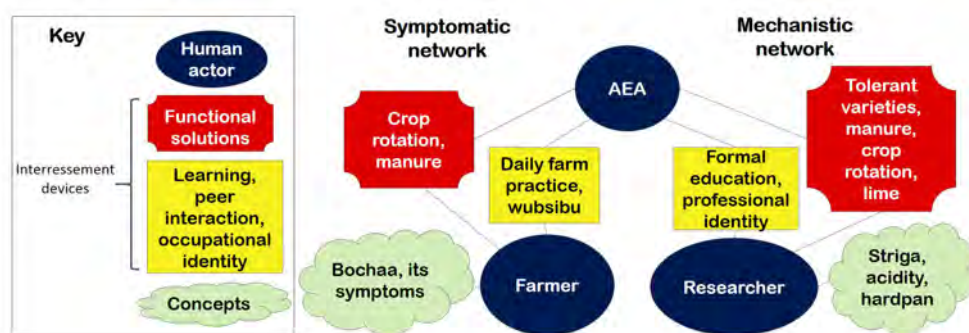 Key
Human
actor
Functional
solutions
Interressement
devices
Learning,
peer
interaction,
occupational
identity
Concepts
Symptomatic
network
Mechanistic
network
AEA
Crop
rotation,
manure
Daily farm
practice,
wubsibu
Formal
education,
professional
identity
Tolerant
varieties,
manure,
crop
rotation,
lime
Bochaa, its
symptoms
Farmer
Researcher
Striga,
acidity,
hardpan